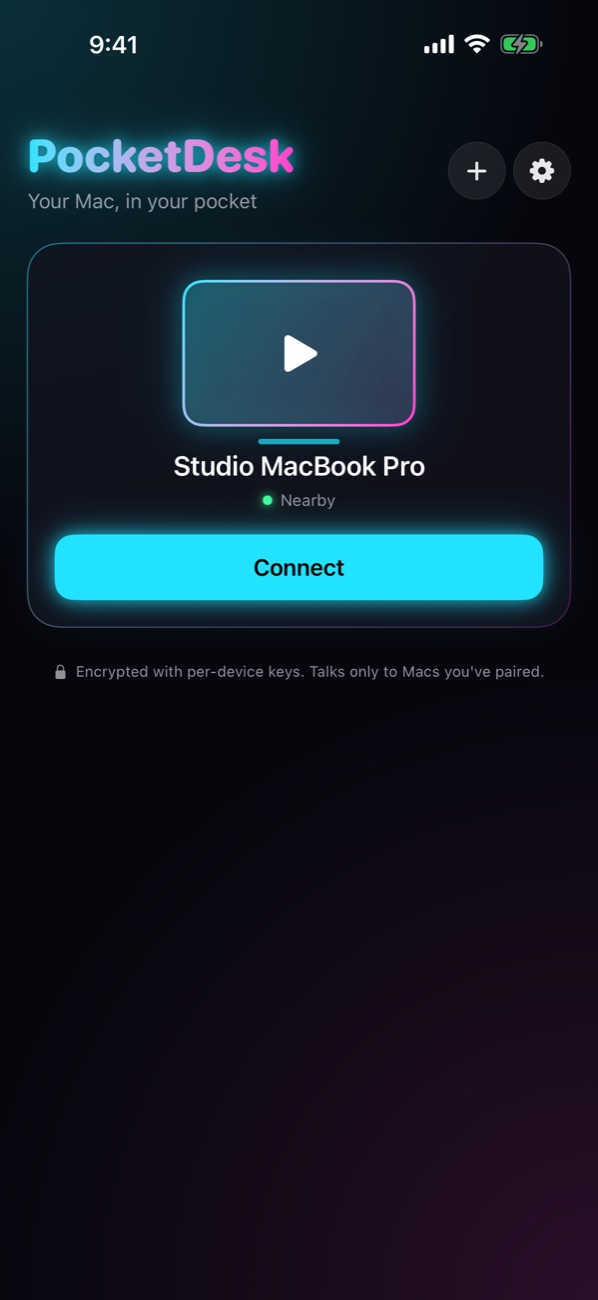 9:41
PocketDesk
Your Mac, in your pocket
Studio MacBook Pro
Nearby
Connect
Encrypted with per-device keys. Talks only to Macs you've paired.